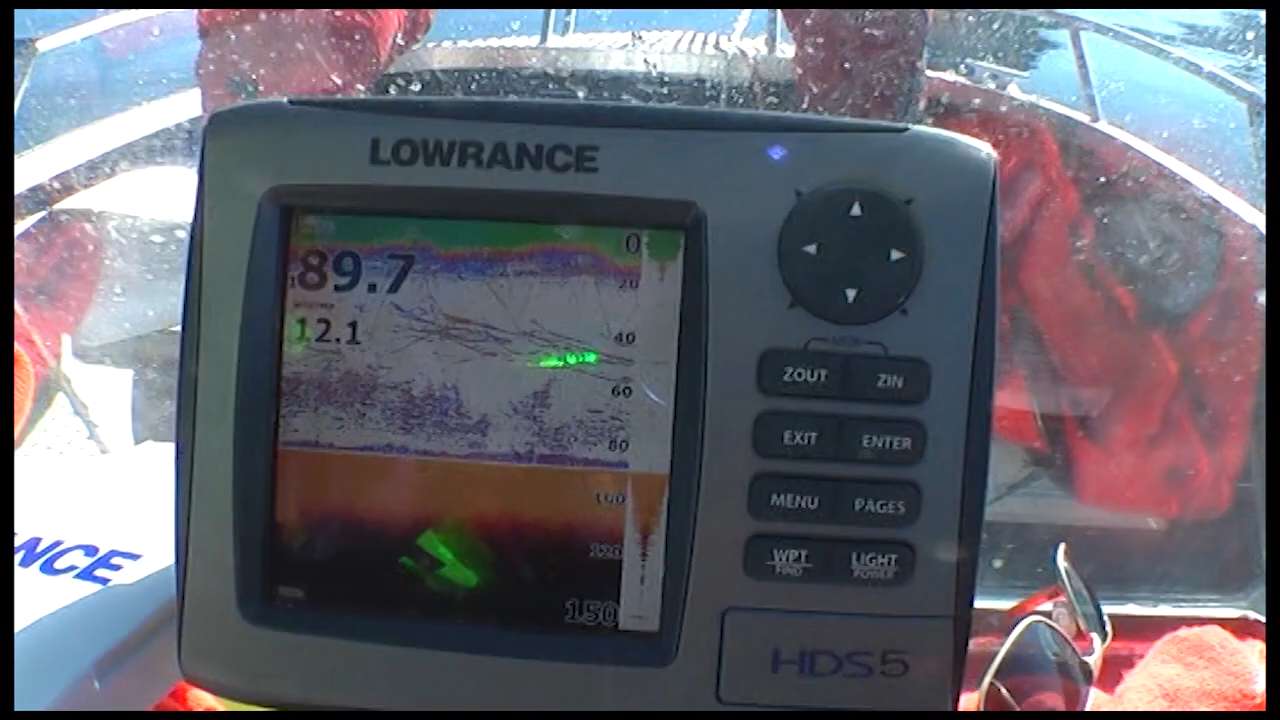 LOWRANCE
0
89.7
20
12.1
40
60
80
100
120
150
ZOUT ZIN
EXIT ENTER
MENU PAGES
WPT LIGHT
FIND POWER
HDS5
NCE